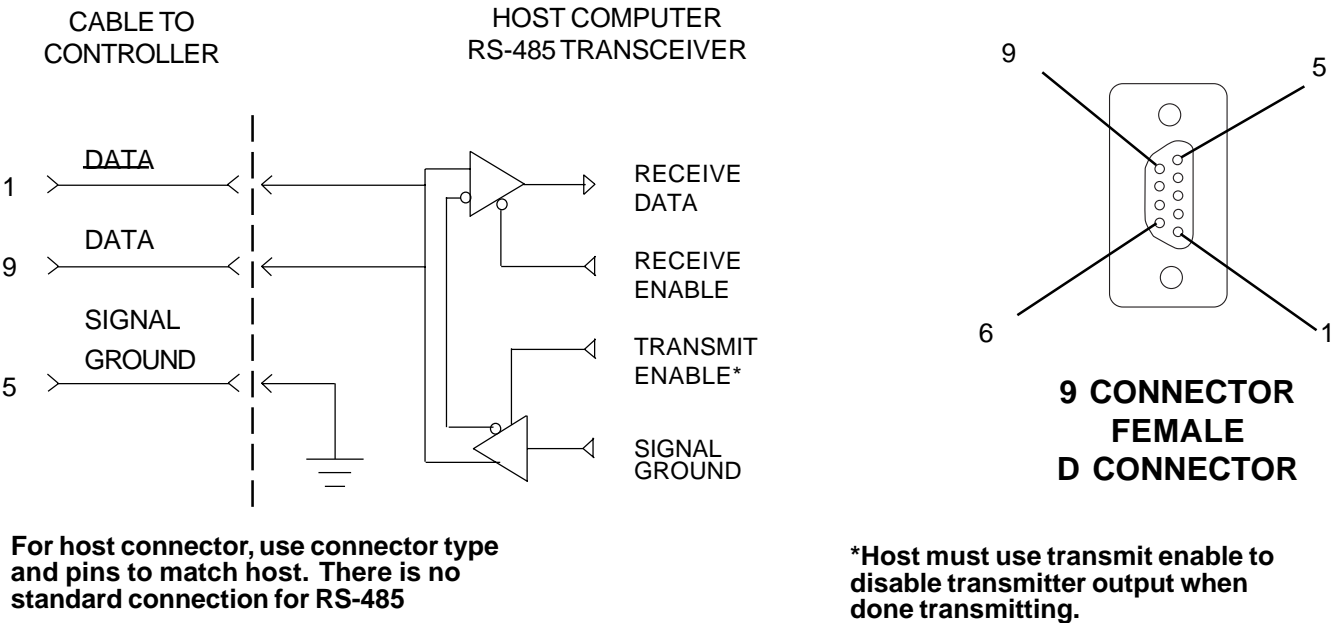 CABLE TO
CONTROLLER
HOST COMPUTER
RS-485 TRANSCEIVER
1
DATA
9
DATA
5
SIGNAL
GROUND
RECEIVE
DATA
RECEIVE
ENABLE
TRANSMIT
ENABLE*
SIGNAL
GROUND
9
5
6
1
9 CONNECTOR
FEMALE
D CONNECTOR
For host connector, use connector type
and pins to match host. There is no
standard connection for RS-485
*Host must use transmit enable to
disable transmitter output when
done transmitting.